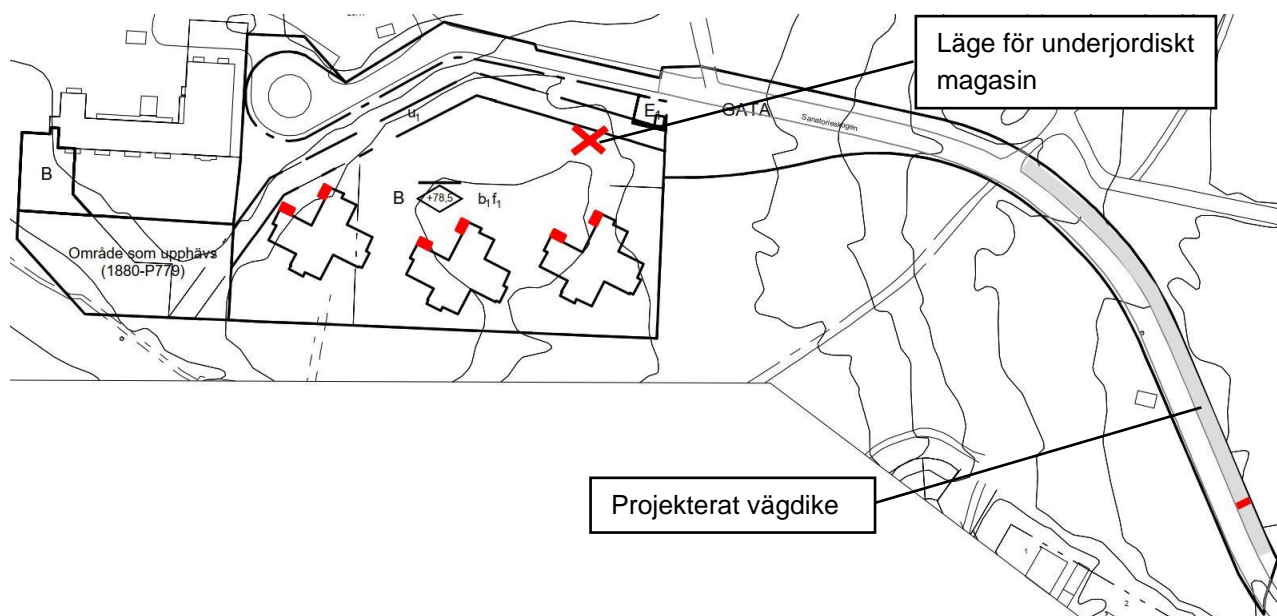 Läge för underjordiskt
magasin
E₁
GATA
Sanatorieskogen
u₁
B
B
+78,5
b₁f₁
Område som upphävs
(1880-P779)
Projekterat vägdike
1
2